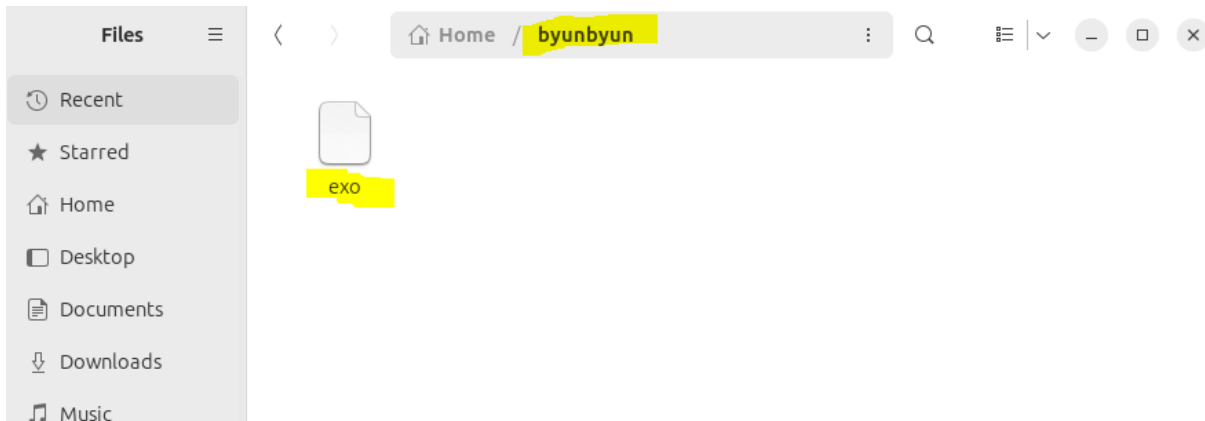 Files
Home / byunbyun
Recent
Starred
Home
Desktop
Documents
Downloads
Music
exo